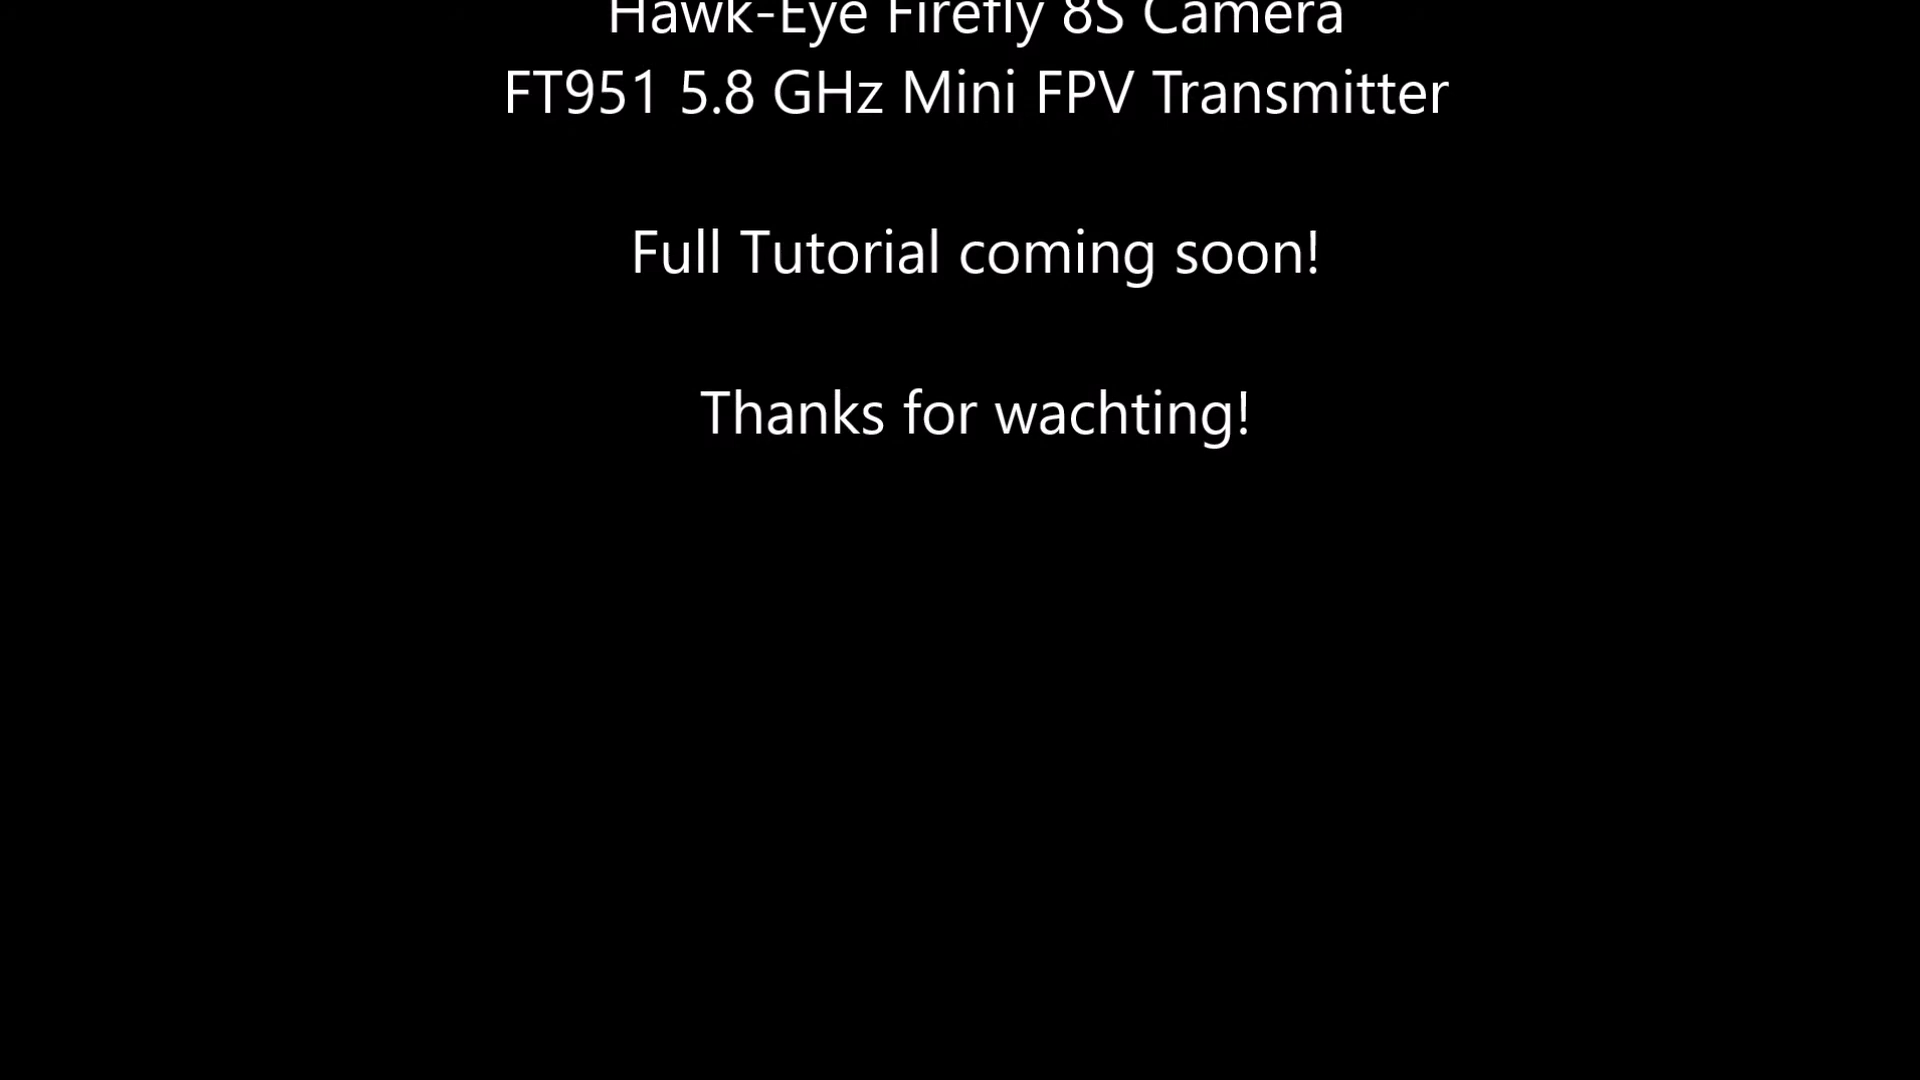 Hawk-Eye Firefly 8S Camera
FT951 5.8 GHz Mini FPV Transmitter
Full Tutorial coming soon!
Thanks for wachting!